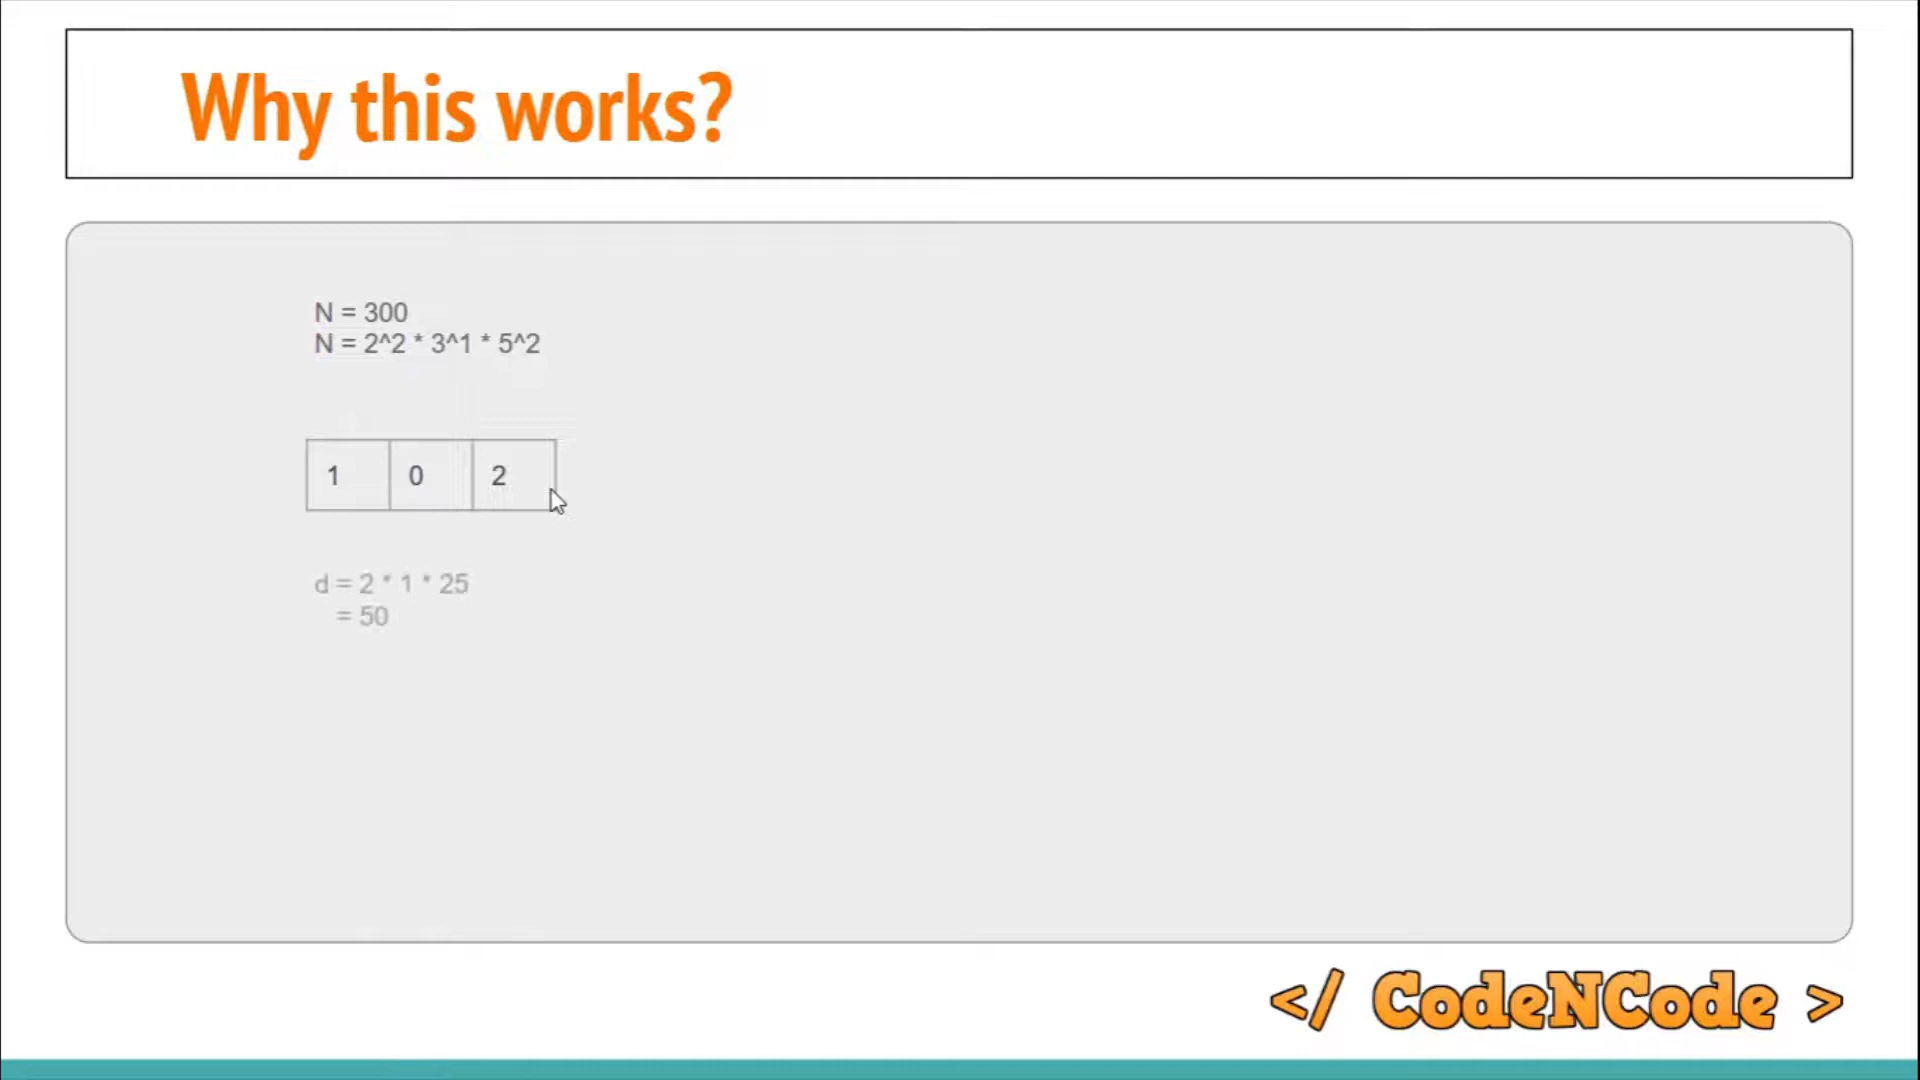 Why this works?
N = 300
N = 2^2 * 3^1 * 5^2
1 0 2
d = 2 * 1 * 25
= 50
</ CodeNCode >